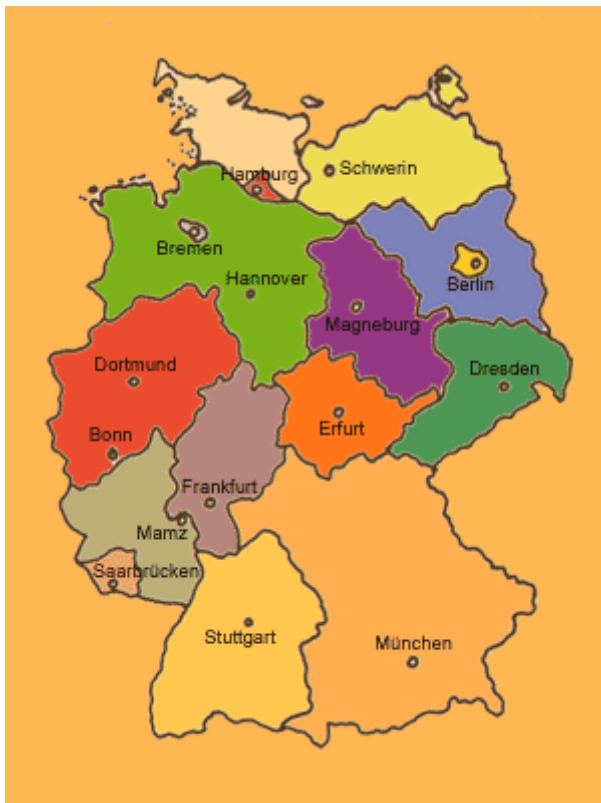 Hamburg
Schwerin
Bremen
Hannover
Berlin
Magneburg
Dortmund
Dresden
Bonn
Erfurt
Frankfurt
Mamz
Saarbrücken
Stuttgart
München